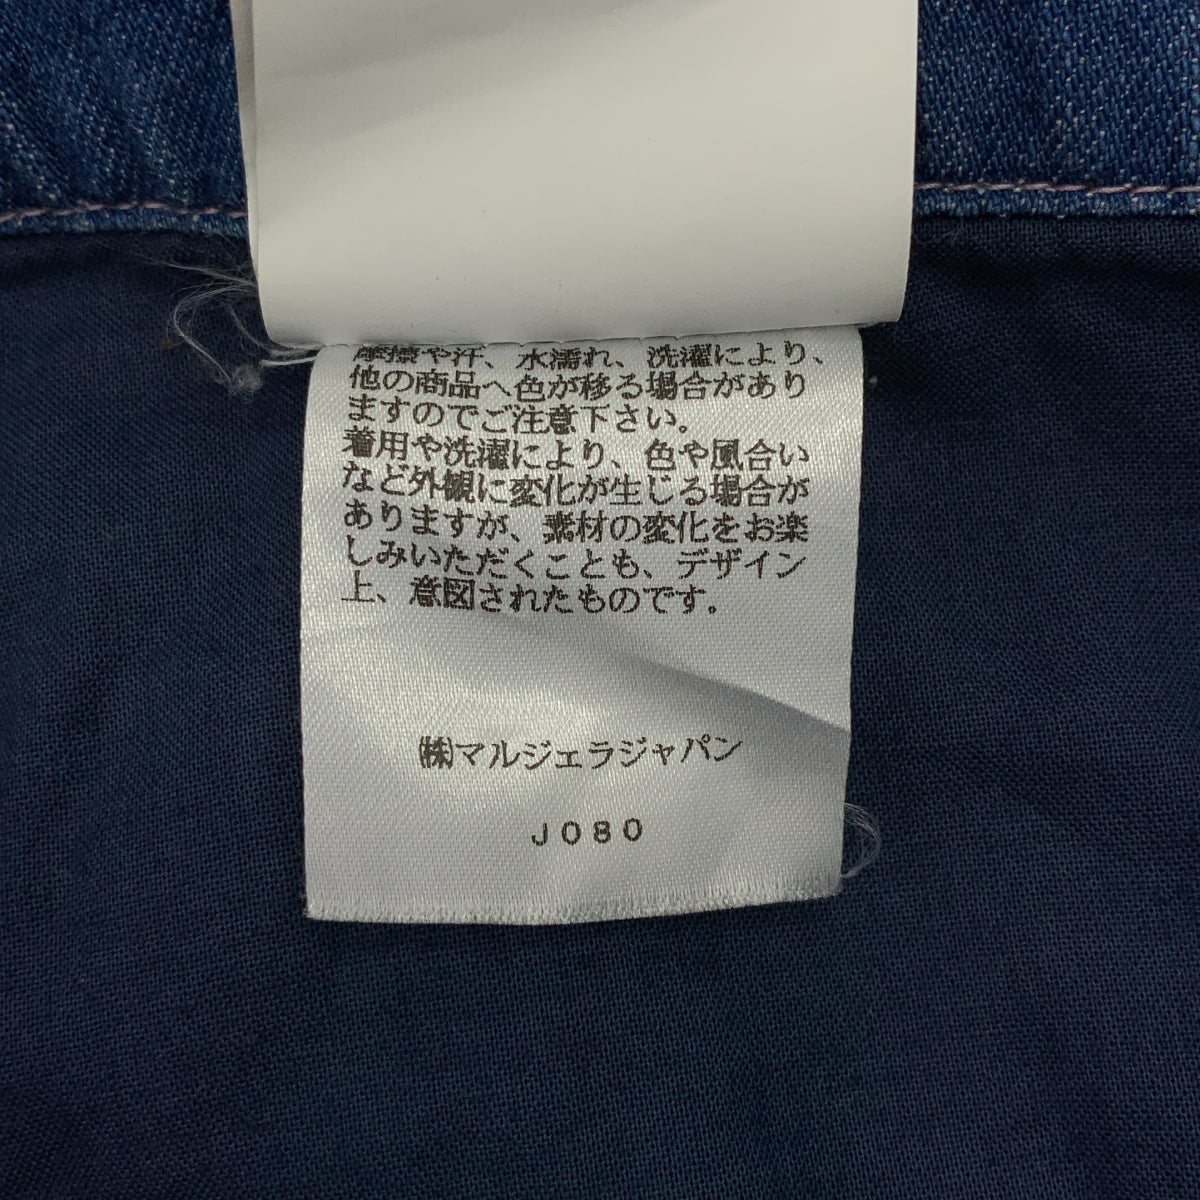 摩擦や汗、水濡れ、洗濯により、
他の商品へ色が移る場合があり
ますのでご注意下さい。
着用や洗濯により、色や風合い
など外観に変化が生じる場合が
ありますが、素材の変化をお楽
しみいただくことも、デザイン
上、意図されたものです。
㈱マルジェラジャパン
J080